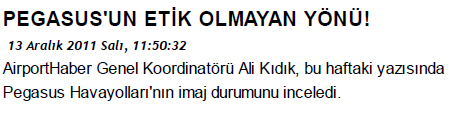 PEGASUS'UN ETİK OLMAYAN YÖNÜ!
13 Aralık 2011 Salı, 11:50:32
AirportHaber Genel Koordinatörü Ali Kıdık, bu haftaki yazısında
Pegasus Havayolları'nın imaj durumunu inceledi.